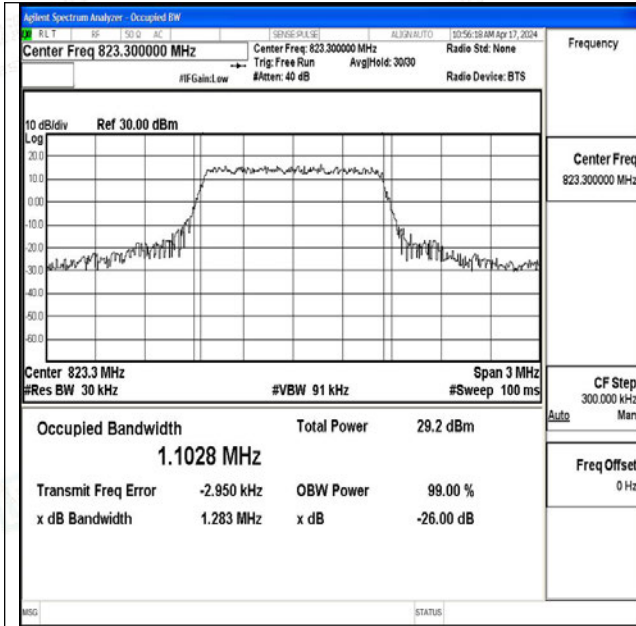 Agilent Spectrum Analyzer - Occupied BW
RLT RF 50 Ω AC SENSE:PULSE ALIGNAUTO 10:56:18 AM Apr 17, 2024
Center Freq 823.300000 MHz
Center Freq: 823.300000 MHz
Radio Std: None
Trig: Free Run Avg|Hold: 30/30
#IFGain:Low #Atten: 40 dB Radio Device: BTS
Frequency
10 dB/div Ref 30.00 dBm
Log
20.0
10.0
0.00
-10.0
-20.0
-30.0
-40.0
-50.0
-60.0
Center 823.3 MHz Span 3 MHz
#Res BW 30 kHz #VBW 91 kHz #Sweep 100 ms
Occupied Bandwidth Total Power 29.2 dBm
1.1028 MHz
Transmit Freq Error -2.950 kHz OBW Power 99.00 %
x dB Bandwidth 1.283 MHz x dB -26.00 dB
Center Freq
823.300000 MHz
CF Step
300.000 kHz
Auto Man
Freq Offset
0 Hz
MSG STATUS